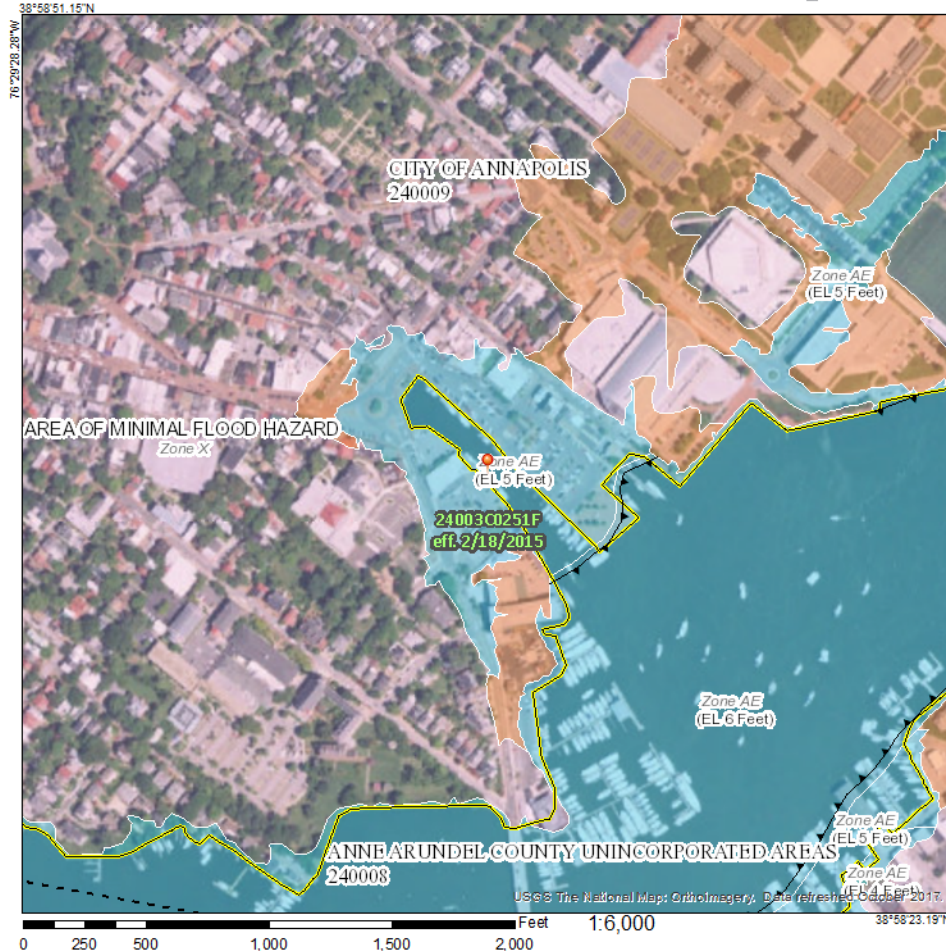 38°58'51.15"N
76°29'28.28"W
CITY OF ANNAPOLIS
240009
Zone AE
(EL 5 Feet)
AREA OF MINIMAL FLOOD HAZARD
Zone X
Zone AE
(EL 5 Feet)
24003C0251F
eff. 2/18/2015
Zone AE
(EL 6 Feet)
Zone AE
(EL 5 Feet)
ANNE ARUNDEL COUNTY UNINCORPORATED AREAS
240008
Zone AE
(EL 4 Feet)
USGS The National Map: Orthoimagery. Data refreshed October 2017.
38°58'23.19"N
Feet 1:6,000
0 250 500 1,000 1,500 2,000